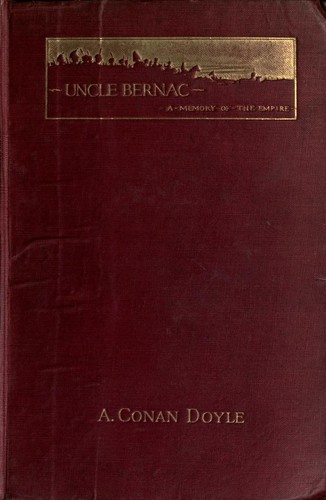 ~ UNCLE BERNAC ~
A · MEMORY · OF · THE · EMPIRE
A. CONAN DOYLE